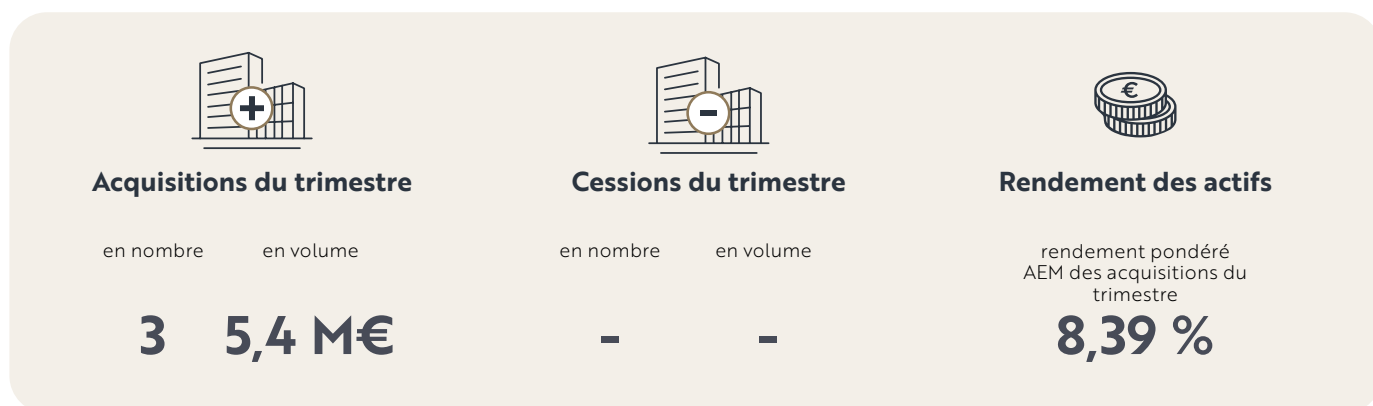 €
Acquisitions du trimestre
en nombre en volume
3 5,4 M€
Cessions du trimestre
en nombre en volume
- -
Rendement des actifs
rendement pondéré
AEM des acquisitions du
trimestre
8,39 %